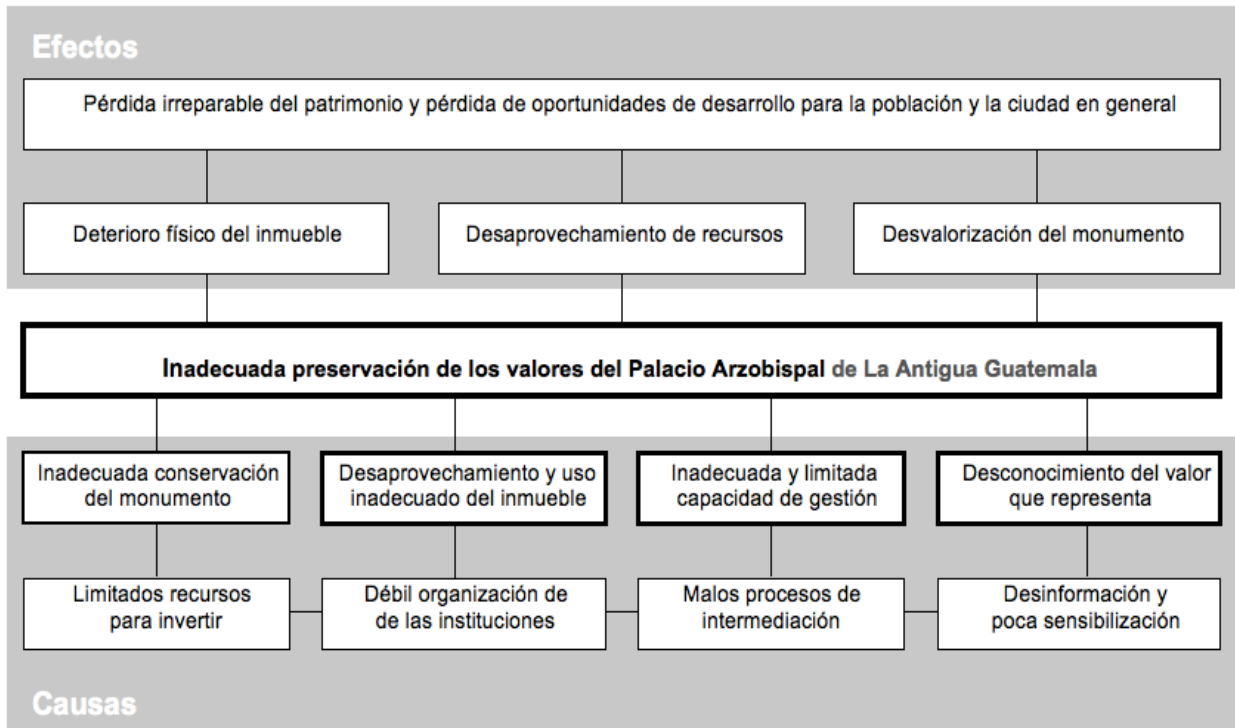 Efectos
Pérdida irreparable del patrimonio y pérdida de oportunidades de desarrollo para la población y la ciudad en general
Deterioro físico del inmueble
Desaprovechamiento de recursos
Desvalorización del monumento
Inadecuada preservación de los valores del Palacio Arzobispal de La Antigua Guatemala
Inadecuada conservación
del monumento
Desaprovechamiento y uso
inadecuado del inmueble
Inadecuada y limitada
capacidad de gestión
Desconocimiento del valor
que representa
Limitados recursos
para invertir
Débil organización de
de las instituciones
Malos procesos de
intermediación
Desinformación y
poca sensibilización
Causas